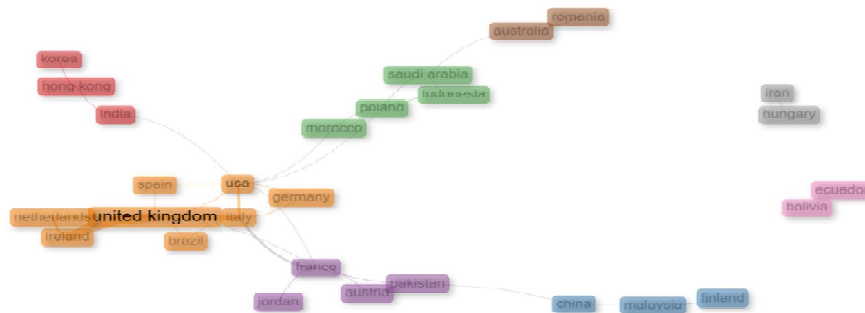 romania
australia
korea
saudi arabia
hong kong
indonesia
iran
poland
india
hungary
morocco
usa
spain
ecuador
germany
bolivia
netherlands
united kingdom
italy
ireland
brazil
france
pakistan
austria
jordan
china
malaysia
finland